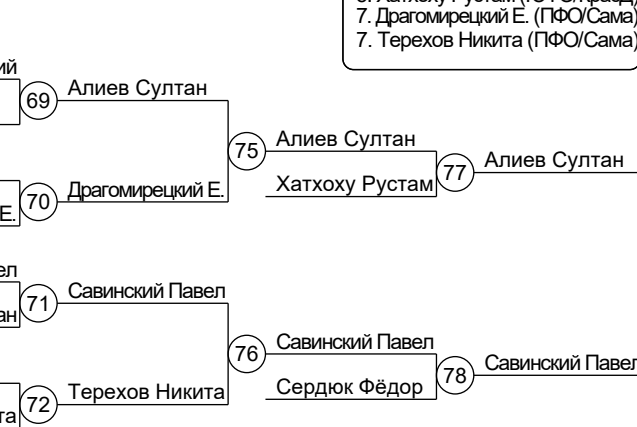 7. Драгомирецкий Е. (ПФО/Сама)
7. Терехов Никита (ПФО/Сама)
69 Алиев Султан
75 Алиев Султан
77 Алиев Султан
Хатхоху Рустам
70 Драгомирецкий Е.
Е.
71 Савинский Павел
76 Савинский Павел
78 Савинский Павел
Сердюк Фёдор
72 Терехов Никита